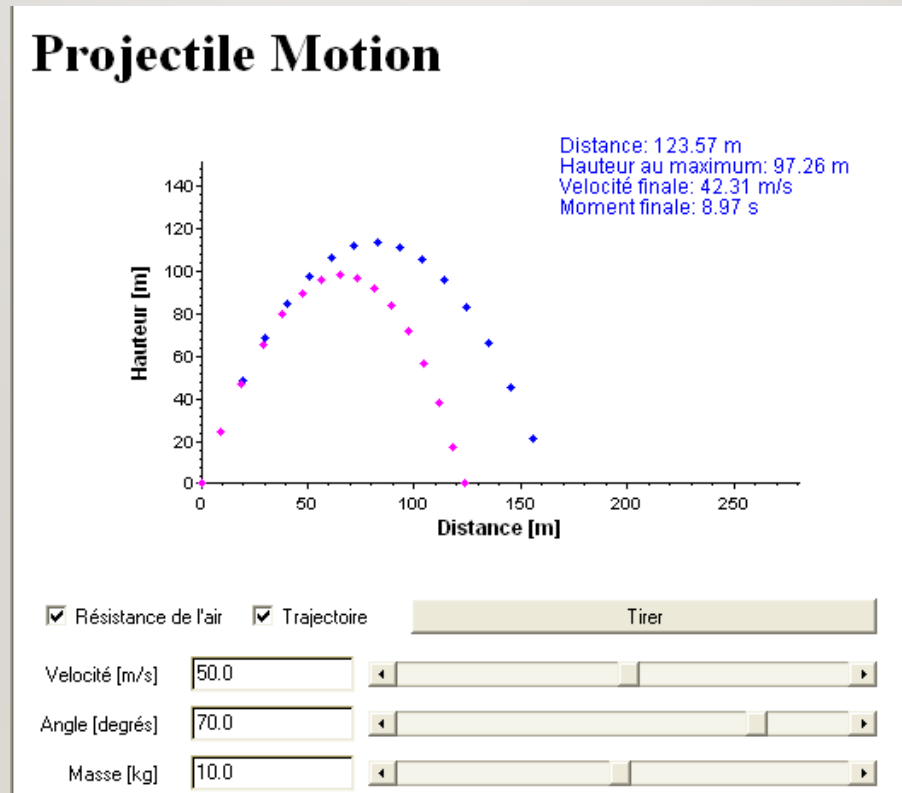 Projectile Motion
Distance: 123.57 m
Hauteur au maximum: 97.26 m
Velocité finale: 42.31 m/s
Moment finale: 8.97 s
140
120
100
80
60
40
20
0
Hauteur [m]
0 50 100 150 200 250
Distance [m]
Résistance de l'air Trajectoire Tirer
Velocité [m/s] 50.0
Angle [degrés] 70.0
Masse [kg] 10.0